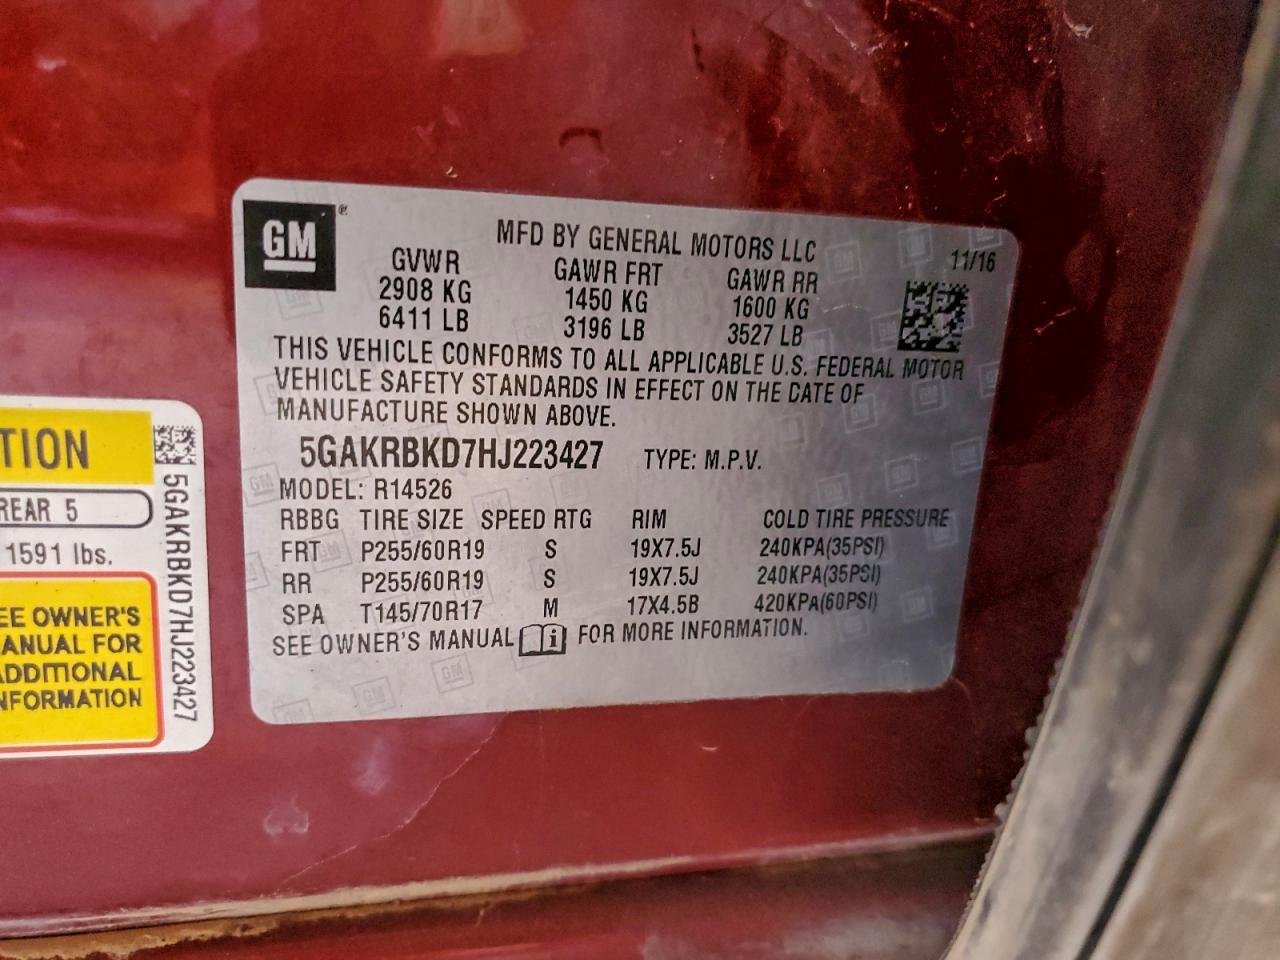 GM ®
MFD BY GENERAL MOTORS LLC
11/16
GVWR GAWR FRT GAWR RR
2908 KG 1450 KG 1600 KG
6411 LB 3196 LB 3527 LB
THIS VEHICLE CONFORMS TO ALL APPLICABLE U.S. FEDERAL MOTOR
VEHICLE SAFETY STANDARDS IN EFFECT ON THE DATE OF
MANUFACTURE SHOWN ABOVE.
5GAKRBKD7HJ223427 TYPE: M.P.V.
MODEL: R14526
RBBG TIRE SIZE SPEED RTG RIM COLD TIRE PRESSURE
FRT P255/60R19 S 19X7.5J 240KPA(35PSI)
RR P255/60R19 S 19X7.5J 240KPA(35PSI)
SPA T145/70R17 M 17X4.5B 420KPA(60PSI)
SEE OWNER'S MANUAL i FOR MORE INFORMATION.
TION
REAR 5
1591 lbs.
EE OWNER'S
ANUAL FOR
ADDITIONAL
NFORMATION
5GAKRBKD7HJ223427